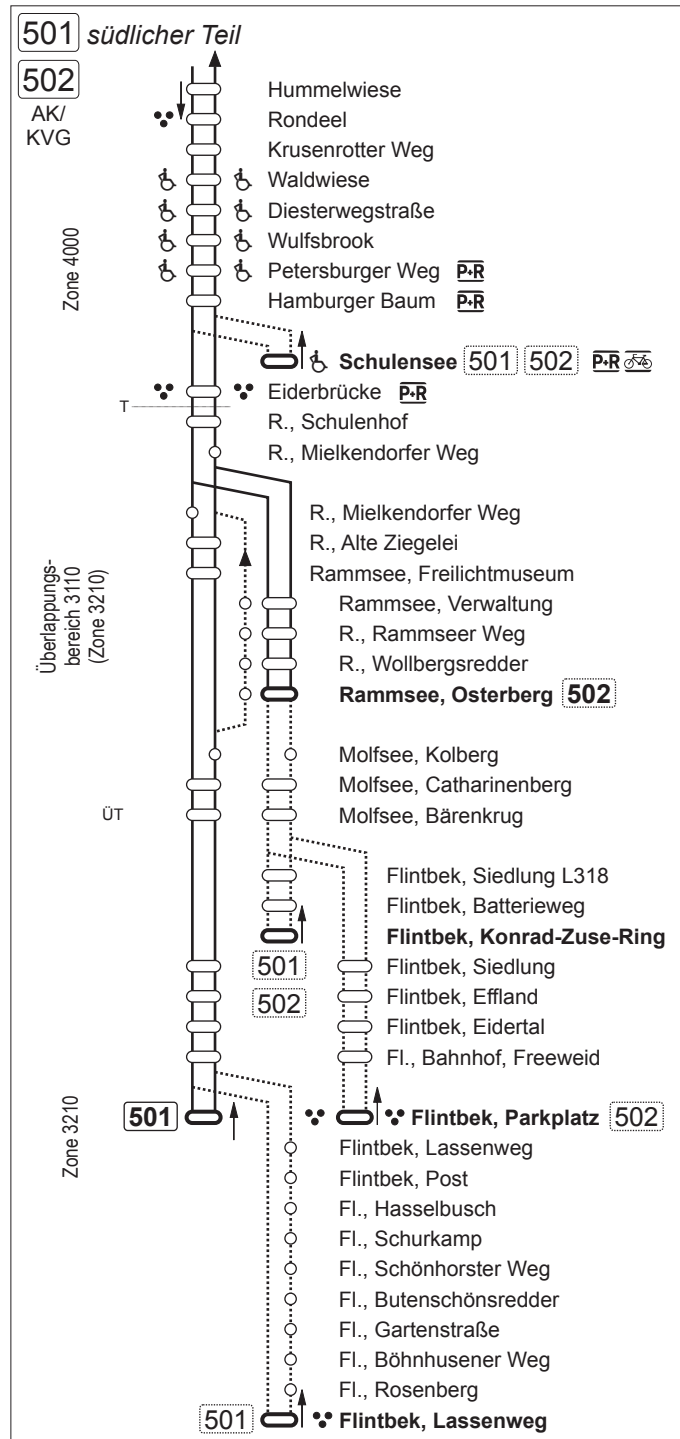 501 südlicher Teil
502
AK/
KVG
Hummelwiese
Rondeel
Krusenrotter Weg
Waldwiese
Diesterwegstraße
Wulfsbrook
Petersburger Weg P+R
Hamburger Baum P+R
Zone 4000
Schulensee 501 502 P+R
Eiderbrücke P+R
T
R., Schulenhof
R., Mielkendorfer Weg
R., Mielkendorfer Weg
R., Alte Ziegelei
Rammsee, Freilichtmuseum
Überlappungs-
bereich 3110
(Zone 3210)
Rammsee, Verwaltung
R., Rammseer Weg
R., Wollbergsredder
Rammsee, Osterberg 502
Molfsee, Kolberg
Molfsee, Catharinenberg
ÜT Molfsee, Bärenkrug
Flintbek, Siedlung L318
Flintbek, Batterieweg
Flintbek, Konrad-Zuse-Ring
501
502
Flintbek, Siedlung
Flintbek, Effland
Flintbek, Eidertal
Fl., Bahnhof, Freeweid
Zone 3210
501 Flintbek, Parkplatz 502
Flintbek, Lassenweg
Flintbek, Post
Fl., Hasselbusch
Fl., Schurkamp
Fl., Schönhorster Weg
Fl., Butenschönsredder
Fl., Gartenstraße
Fl., Böhnhusener Weg
Fl., Rosenberg
501 Flintbek, Lassenweg